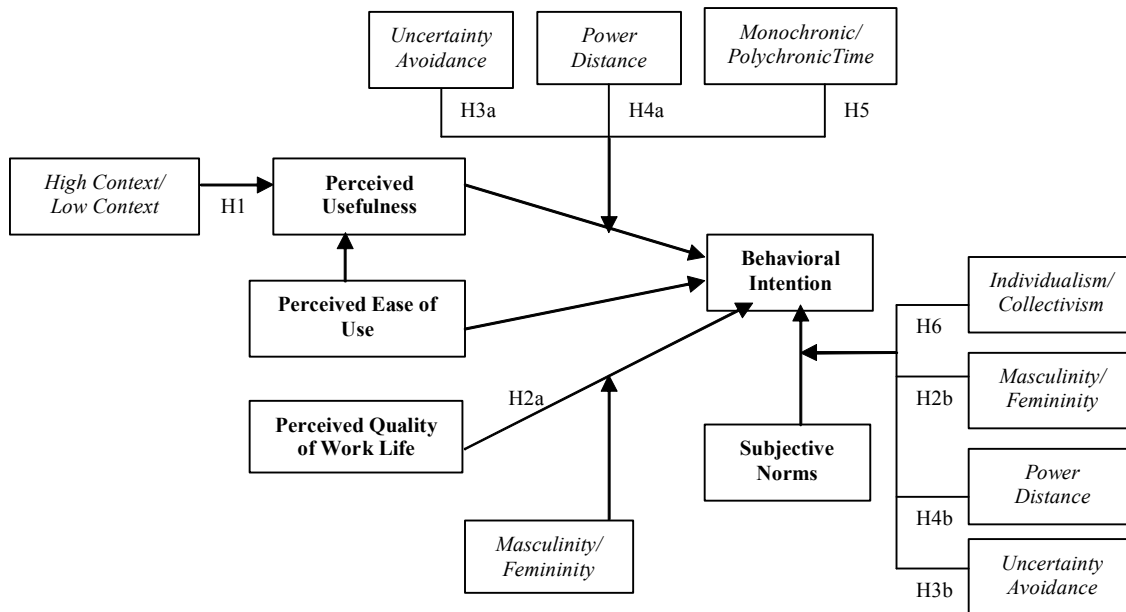 Uncertainty
Avoidance
Power
Distance
Monochronic/
PolychronicTime
H3a
H4a
H5
High Context/
Low Context
H1
Perceived
Usefulness
Behavioral
Intention
Perceived Ease of
Use
Individualism/
Collectivism
H6
Masculinity/
Femininity
H2b
H2a
Perceived Quality
of Work Life
Subjective
Norms
Power
Distance
H4b
Masculinity/
Femininity
Uncertainty
Avoidance
H3b